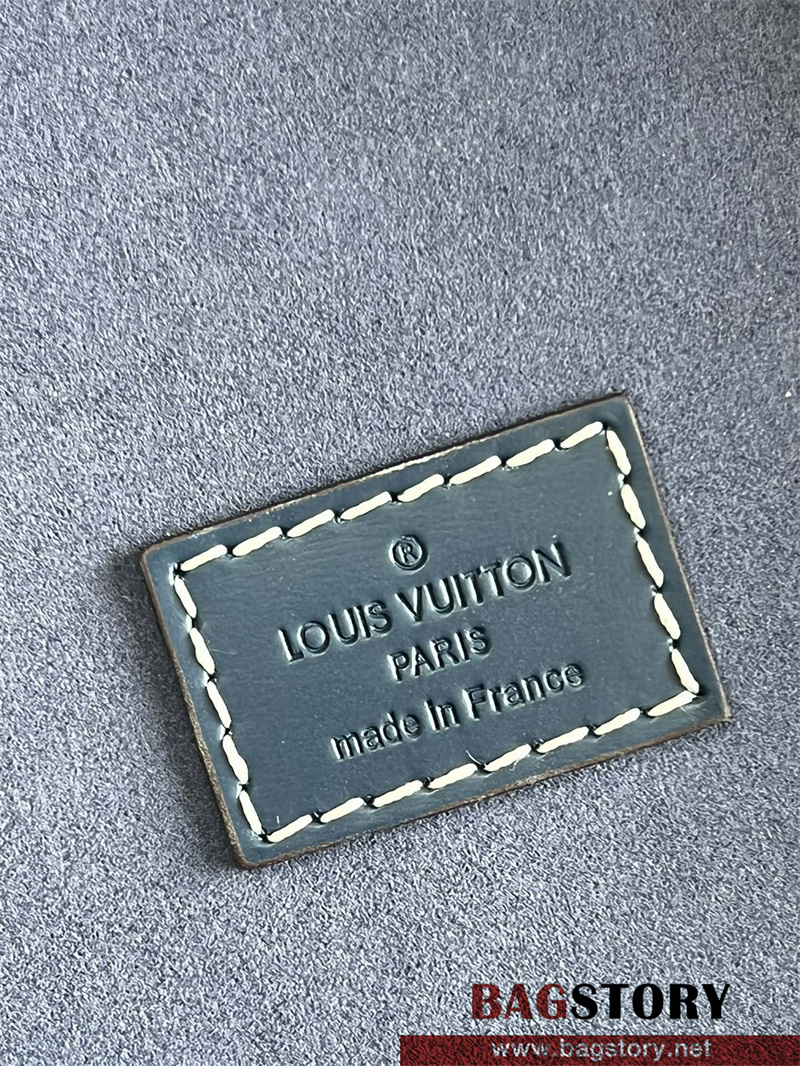 ®
LOUIS VUITTON
PARIS
made in France
BAGSTORY
www.bagstory.net